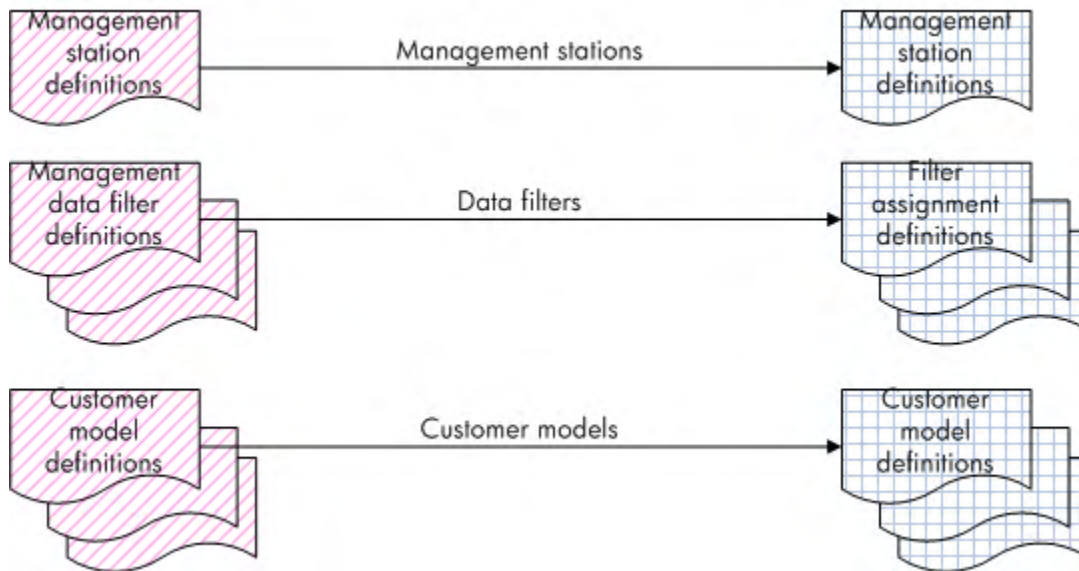 Management
station
definitions
Management stations
Management
station
definitions
Management
data filter
definitions
Data filters
Filter
assignment
definitions
Customer
model
definitions
Customer models
Customer
model
definitions